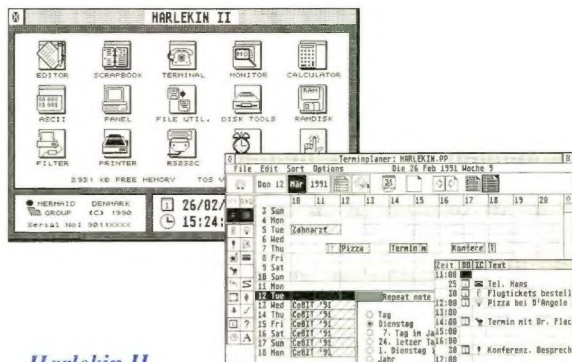 HARLEKIN II
EDITOR SCRAPBOOK TERMINAL MONITOR CALCULATOR
ASCII PANEL FILE UTIL. DISK TOOLS RAMDISK
FILTER PRINTER RS232C
KB FREE MEMORY TOS
MERMAID DENMARK
GROUP (C) 1990
Serial No:
26/02/
15:24:
Terminplaner: HARLEKIN.PP
File Edit Sort Options Die 26 Feb 1991 Woche 9
Don 12 Mär 1991
10 11 12 13 14 15 16 17 18 19 20
3 Sun
4 Mon
5 Tue Zahnarzt
6 Wed
7 Thu Pizza Termin m Konfere
8 Fri
9 Sat
10 Sun
11 Mon
12 Tue
13 Wed CeBIT '91
14 Thu CeBIT '91
15 Fri CeBIT '91
16 Sat CeBIT '91
17 Sun CeBIT '91
18 Mon CeBIT '91
Repeat note
Tag
Dienstag
7. Tag im Ja
24. letzer Ta
1. Dienstag
Jahr
Zeit DD IC Text
11:00
25 Tel. Hans
30 Flugtickets bestell
12:00 Pizza bei D'Angelo
13:00
14:00 Termin mit Dr. Flac
15:00
16:00
30 Konferenz. Besprech
17:00
Harlekin II